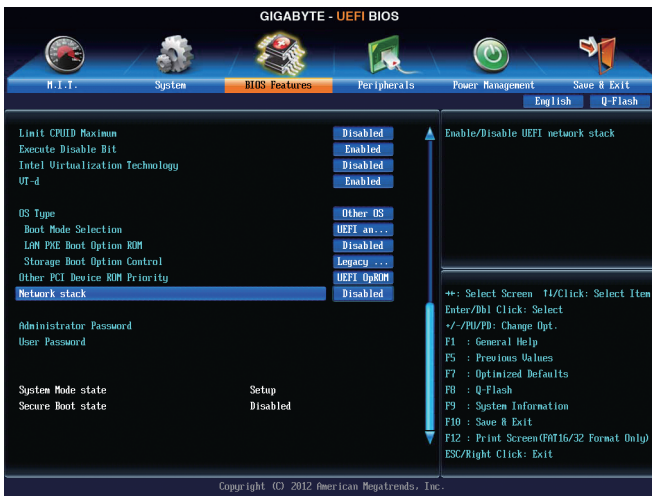 GIGABYTE - UEFI BIOS
M.I.T. System BIOS Features Peripherals Power Management Save & Exit
English Q-Flash
Limit CPUID Maximum Disabled
Execute Disable Bit Enabled
Intel Virtualization Technology Disabled
VT-d Enabled
OS Type Other OS
Boot Mode Selection UEFI an...
LAN PXE Boot Option ROM Disabled
Storage Boot Option Control Legacy ...
Other PCI Device ROM Priority UEFI OpROM
Network stack Disabled
Administrator Password
User Password
System Mode state Setup
Secure Boot state Disabled
Enable/Disable UEFI network stack
↔: Select Screen ↑↓/Click: Select Item
Enter/Dbl Click: Select
+/-/PU/PD: Change Opt.
F1 : General Help
F5 : Previous Values
F7 : Optimized Defaults
F8 : Q-Flash
F9 : System Information
F10 : Save & Exit
F12 : Print Screen(FAT16/32 Format Only)
ESC/Right Click: Exit
Copyright (C) 2012 American Megatrends, Inc.